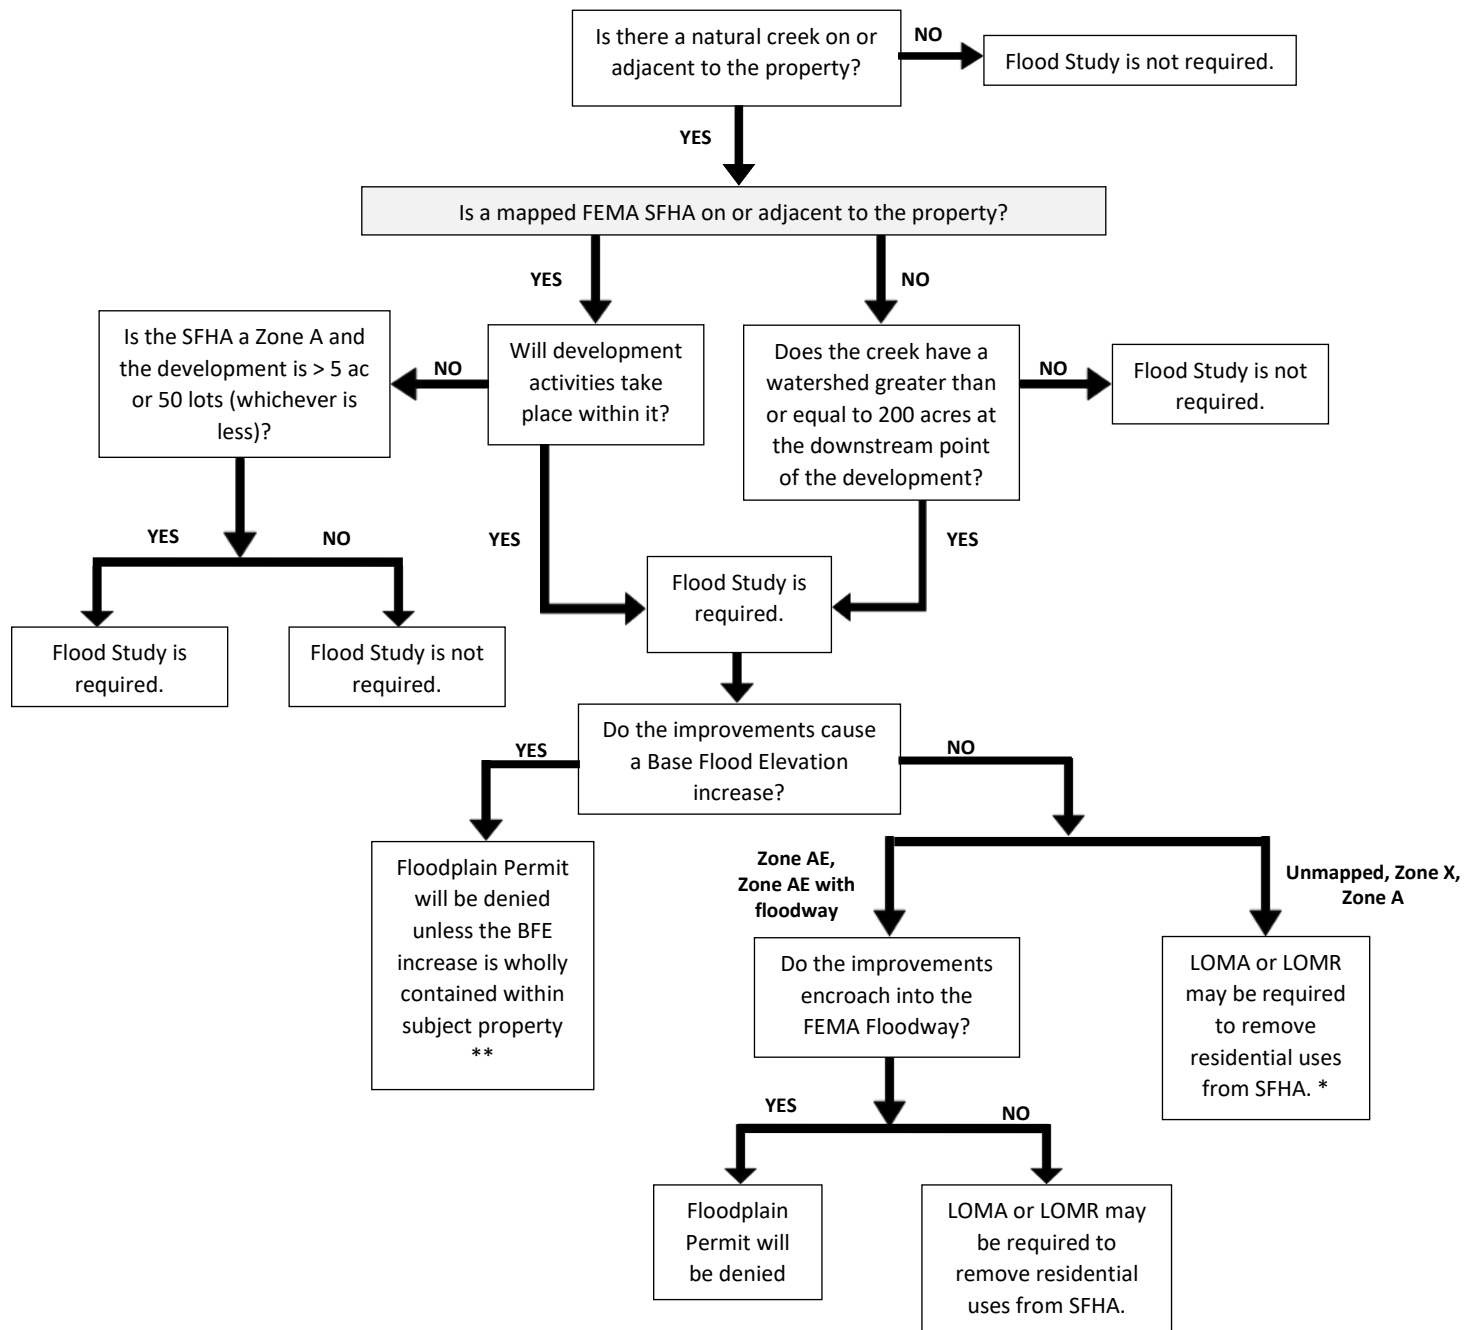 Is there a natural creek on or
adjacent to the property?
NO
Flood Study is not required.
YES
Is a mapped FEMA SFHA on or adjacent to the property?
YES
NO
Is the SFHA a Zone A and
the development is > 5 ac
or 50 lots (whichever is
less)?
NO
Will development
activities take
place within it?
Does the creek have a
watershed greater than
or equal to 200 acres at
the downstream point
of the development?
NO
Flood Study is not
required.
YES
NO
YES
YES
Flood Study is
required.
Flood Study is
required.
Flood Study is not
required.
Do the improvements cause
a Base Flood Elevation
increase?
YES
NO
Floodplain Permit
will be denied
unless the BFE
increase is wholly
contained within
subject property
**
Zone AE,
Zone AE with
floodway
Unmapped, Zone X,
Zone A
Do the improvements
encroach into the
FEMA Floodway?
LOMA or LOMR
may be required
to remove
residential uses
from SFHA. *
YES
NO
Floodplain
Permit will
be denied
LOMA or LOMR may
be required to
remove residential
uses from SFHA.